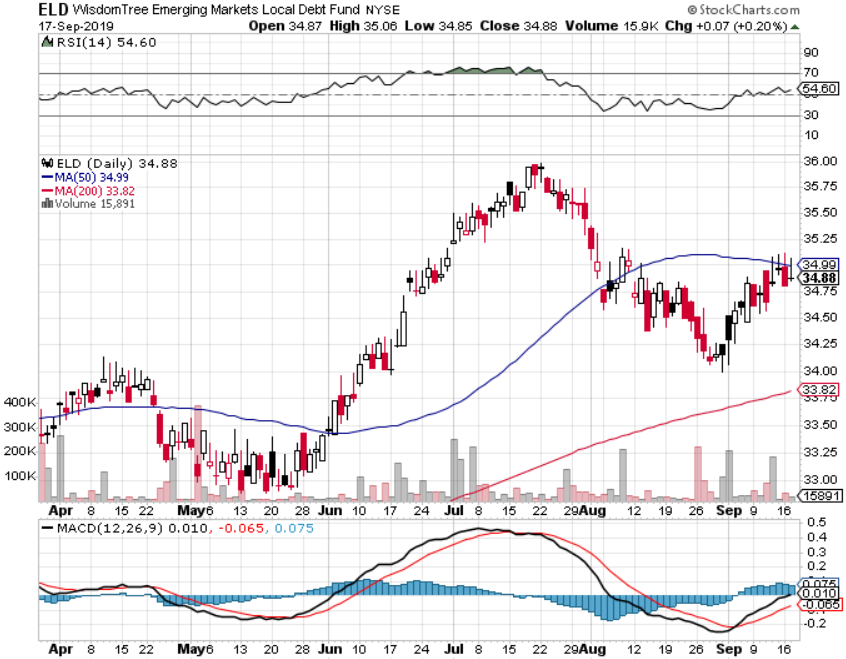 ELD WisdomTree Emerging Markets Local Debt Fund NYSE © StockCharts.com
17-Sep-2019 Open 34.87 High 35.06 Low 34.85 Close 34.88 Volume 15.9K Chg +0.07 (+0.20%)
RSI(14) 54.60
90
70
54.60
30
10
ELD (Daily) 34.88
MA(50) 34.99
MA(200) 33.82
Volume 15,891
36.00
35.75
35.50
35.25
34.99
34.88
34.75
34.50
34.25
34.00
33.82
33.75
33.50
33.25
33.00
15891
400K
300K
200K
100K
Apr 8 15 22 May 6 13 20 28 Jun 10 17 24 Jul 8 15 22 29 Aug 12 19 26 Sep 9 16
MACD(12,26,9) 0.010, -0.065, 0.075
0.5
0.4
0.3
0.2
0.075
0.010
-0.065
-0.2
Apr 8 15 22 May 6 13 20 28 Jun 10 17 24 Jul 8 15 22 29 Aug 12 19 26 Sep 9 16